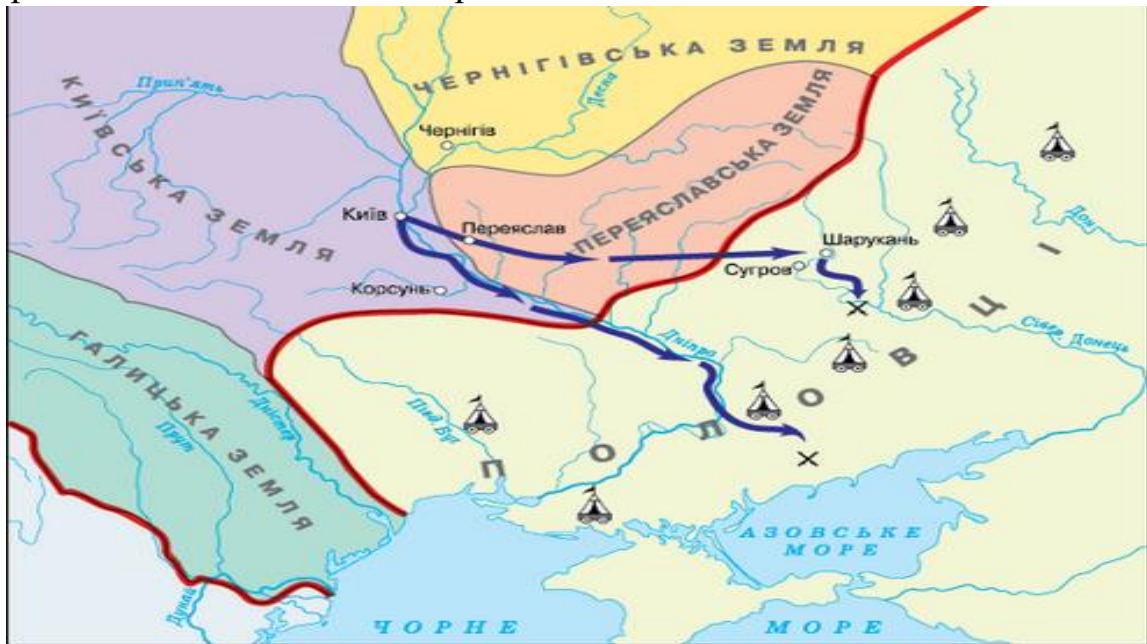 ЧЕРНІГІВСЬКА ЗЕМЛЯ
КИЇВСЬКА ЗЕМЛЯ
Прип'ять
Десна
Чернігів
ПЕРЕЯСЛАВСЬКА ЗЕМЛЯ
Київ
Переяслав
Дон
Шарукань
Сугров
Корсунь
Дніпро
Сівер. Донець
ГАЛИЦЬКА ЗЕМЛЯ
Дністер
Прут
Півд. Буг
ПОЛОВЦІ
АЗОВСЬКЕ
МОРЕ
Дунай
ЧОРНЕ
МОРЕ